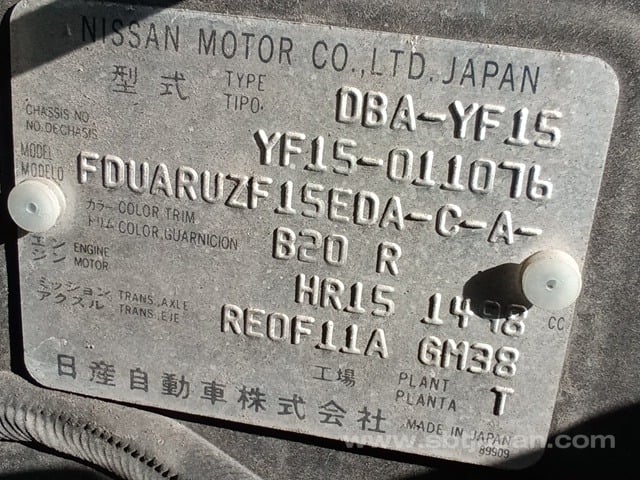 NISSAN MOTOR CO., LTD. JAPAN
型式 TYPE TIPO DBA-YF15
CHASSIS NO. NO. DECHASIS YF15-011076
MODEL MODELO FDUARUZF15EDA-C-A-
カラー COLOR, TRIM トリム COLOR, GUARNICION B20 R
エンジン ENGINE MOTOR HR15 1498 CC
ミッション TRANS. AXLE アクスル TRANS. EJE RE0F11A GM38
工場 PLANT PLANTA T
日産自動車株式会社 MADE IN JAPAN
89909
www.sbtjapan.com